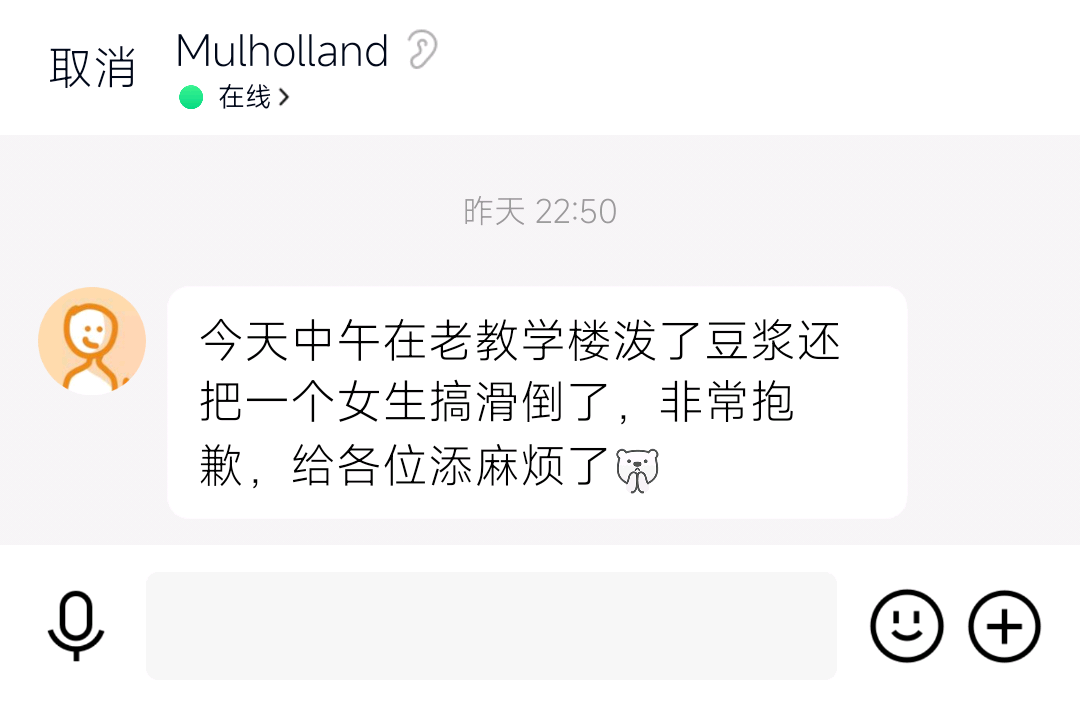 取消
Mulholland
在线
昨天 22:50
今天中午在老教学楼泼了豆浆还
把一个女生搞滑倒了，非常抱
歉，给各位添麻烦了